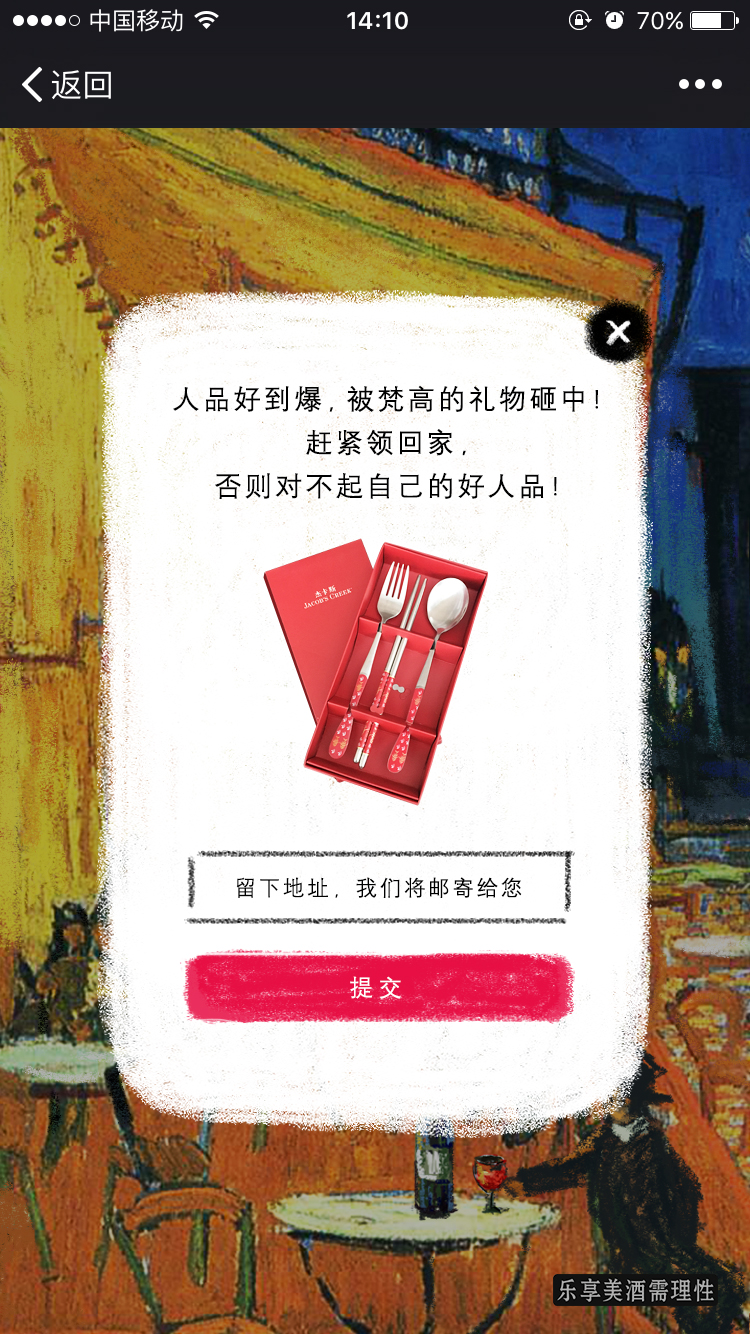 中国移动
14:10
70%
返回
人品好到爆，被梵高的礼物砸中！
赶紧领回家，
否则对不起自己的好人品！
杰卡斯
JACOB'S CREEK
留下地址，我们将邮寄给您
提交
乐享美酒需理性